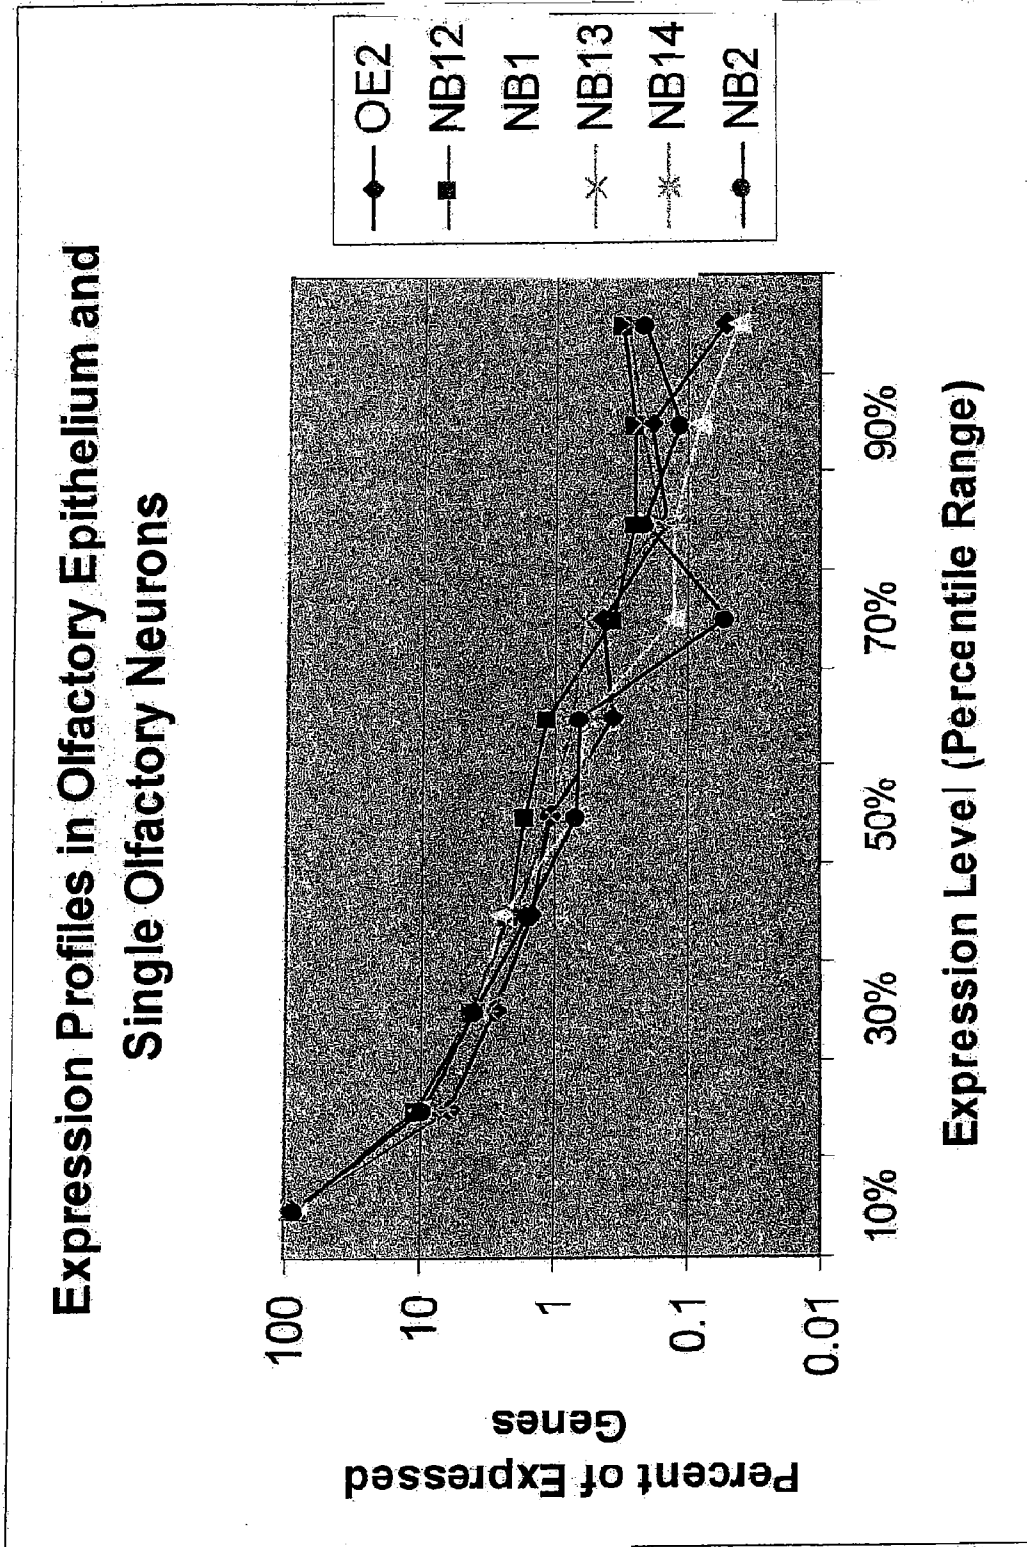 Expression Profiles in Olfactory Epithelium and
Single Olfactory Neurons
Percent of Expressed
Genes
100
10
1
0.1
0.01
10%
30%
50%
70%
90%
Expression Level (Percentile Range)
OE2
NB12
NB1
NB13
NB14
NB2